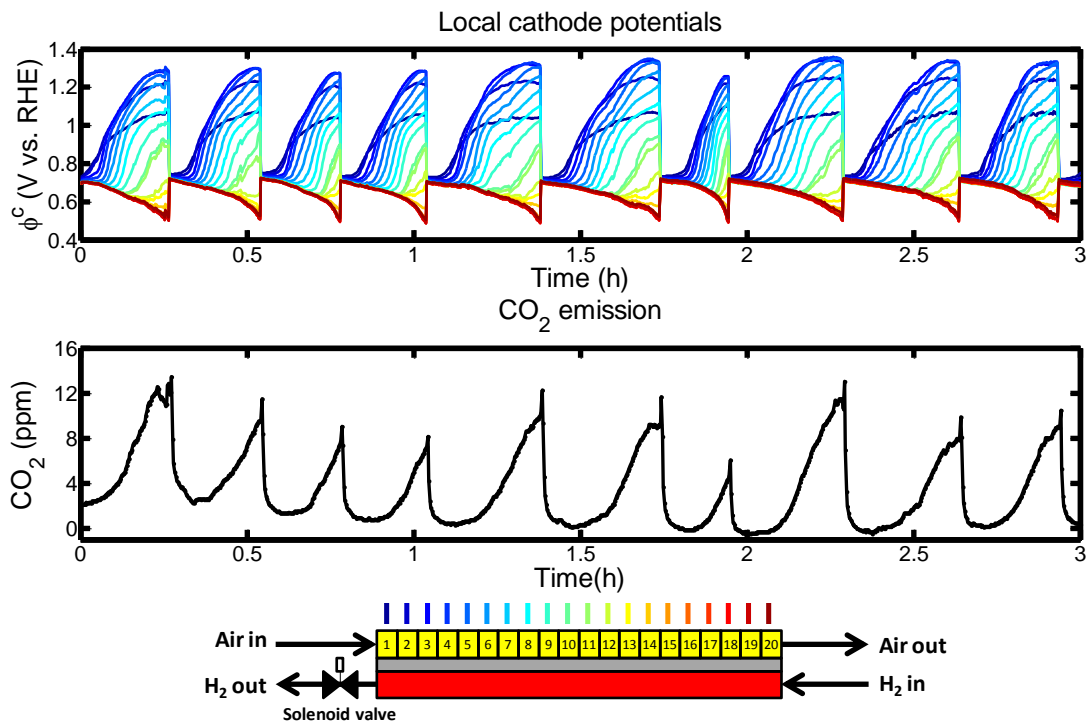 Local cathode potentials
1.4
1.2
1.0
0.8
0.6
0.4
ϕᶜ (V vs. RHE)
0 0.5 1 1.5 2 2.5 3
Time (h)
CO₂ emission
16
12
8
4
0
CO₂ (ppm)
0 0.5 1 1.5 2 2.5 3
Time(h)
Air in
1 2 3 4 5 6 7 8 9 10 11 12 13 14 15 16 17 18 19 20
Air out
H₂ out
H₂ in
Solenoid valve